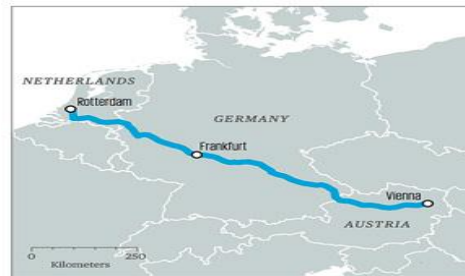 NETHERLANDS
Rotterdam
GERMANY
Frankfurt
Vienna
AUSTRIA
0 250
Kilometers